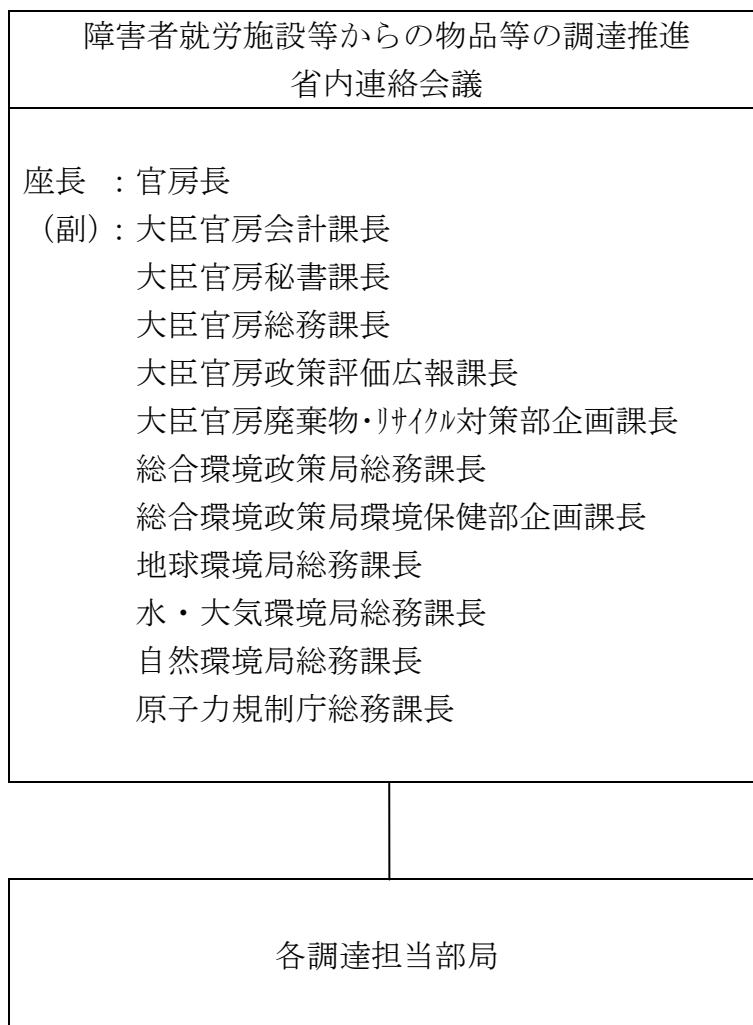 障害者就労施設等からの物品等の調達推進
省内連絡会議
座長 ：官房長
（副）：大臣官房会計課長
大臣官房秘書課長
大臣官房総務課長
大臣官房政策評価広報課長
大臣官房廃棄物・ﾘｻｲｸﾙ対策部企画課長
総合環境政策局総務課長
総合環境政策局環境保健部企画課長
地球環境局総務課長
水・大気環境局総務課長
自然環境局総務課長
原子力規制庁総務課長
各調達担当部局